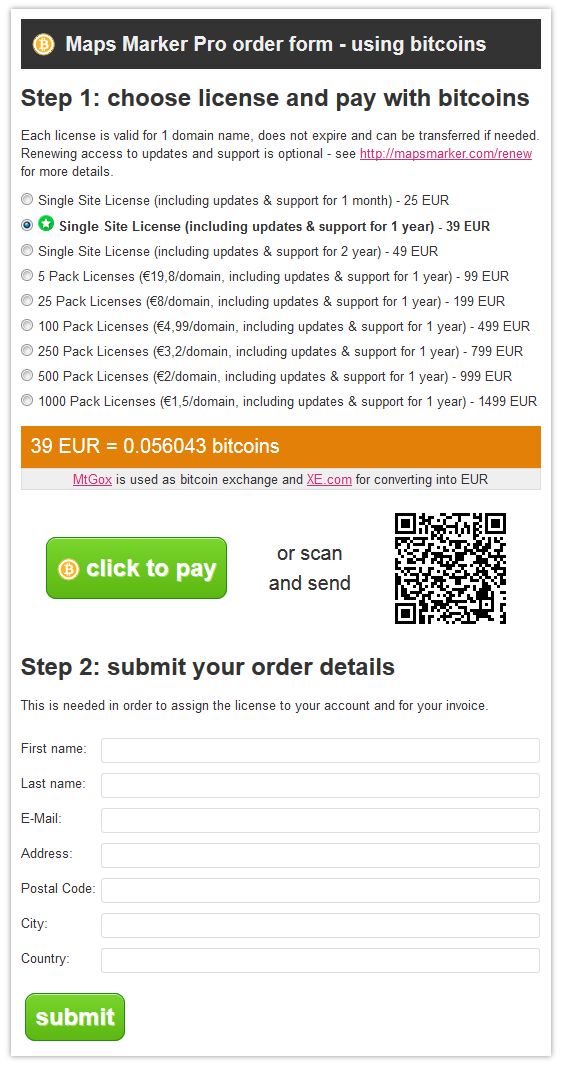 Maps Marker Pro order form - using bitcoins
Step 1: choose license and pay with bitcoins
Each license is valid for 1 domain name, does not expire and can be transferred if needed.
Renewing access to updates and support is optional - see http://mapsmarker.com/renew
for more details.
Single Site License (including updates & support for 1 month) - 25 EUR
Single Site License (including updates & support for 1 year) - 39 EUR
Single Site License (including updates & support for 2 year) - 49 EUR
5 Pack Licenses (€19,8/domain, including updates & support for 1 year) - 99 EUR
25 Pack Licenses (€8/domain, including updates & support for 1 year) - 199 EUR
100 Pack Licenses (€4,99/domain, including updates & support for 1 year) - 499 EUR
250 Pack Licenses (€3,2/domain, including updates & support for 1 year) - 799 EUR
500 Pack Licenses (€2/domain, including updates & support for 1 year) - 999 EUR
1000 Pack Licenses (€1,5/domain, including updates & support for 1 year) - 1499 EUR
39 EUR = 0.056043 bitcoins
MtGox is used as bitcoin exchange and XE.com for converting into EUR
click to pay
or scan
and send
Step 2: submit your order details
This is needed in order to assign the license to your account and for your invoice.
First name:
Last name:
E-Mail:
Address:
Postal Code:
City:
Country:
submit